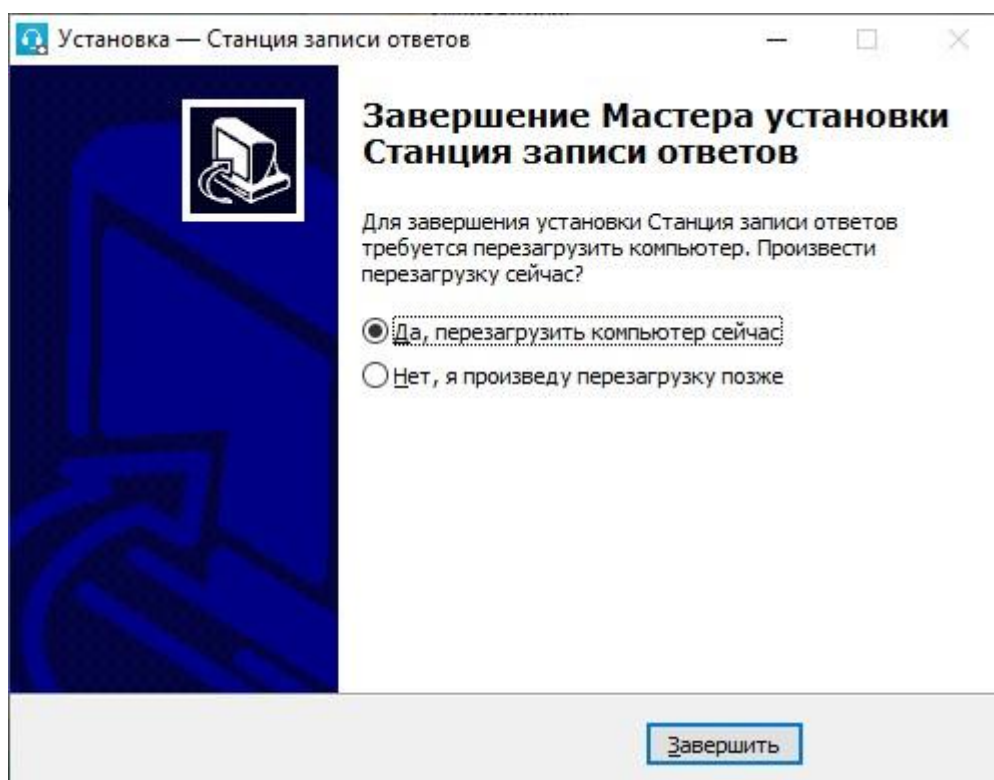 Установка — Станция записи ответов
Завершение Мастера установки
Станция записи ответов
Для завершения установки Станция записи ответов
требуется перезагрузить компьютер. Произвести
перезагрузку сейчас?
Да, перезагрузить компьютер сейчас
Нет, я произведу перезагрузку позже
Завершить